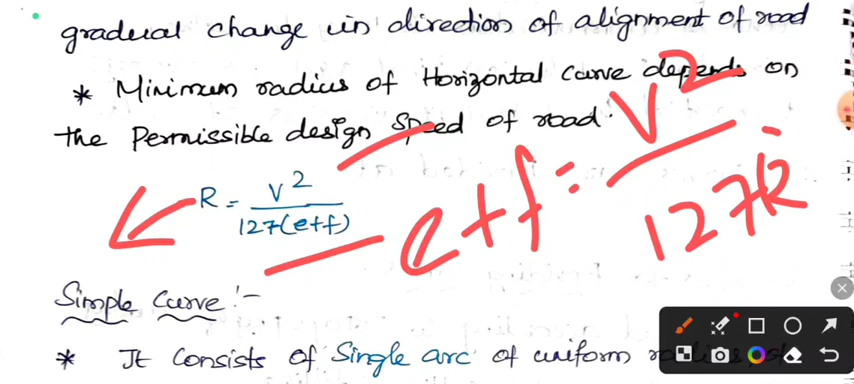 gradual change in direction of alignment of road
* Minimum radius of Horizontal curve depends on
the Permissible design speed of road.
R = V²/127(e+f)
e+f = V²/127R
Simple Curve :-
* It consists of Single arc of uniform